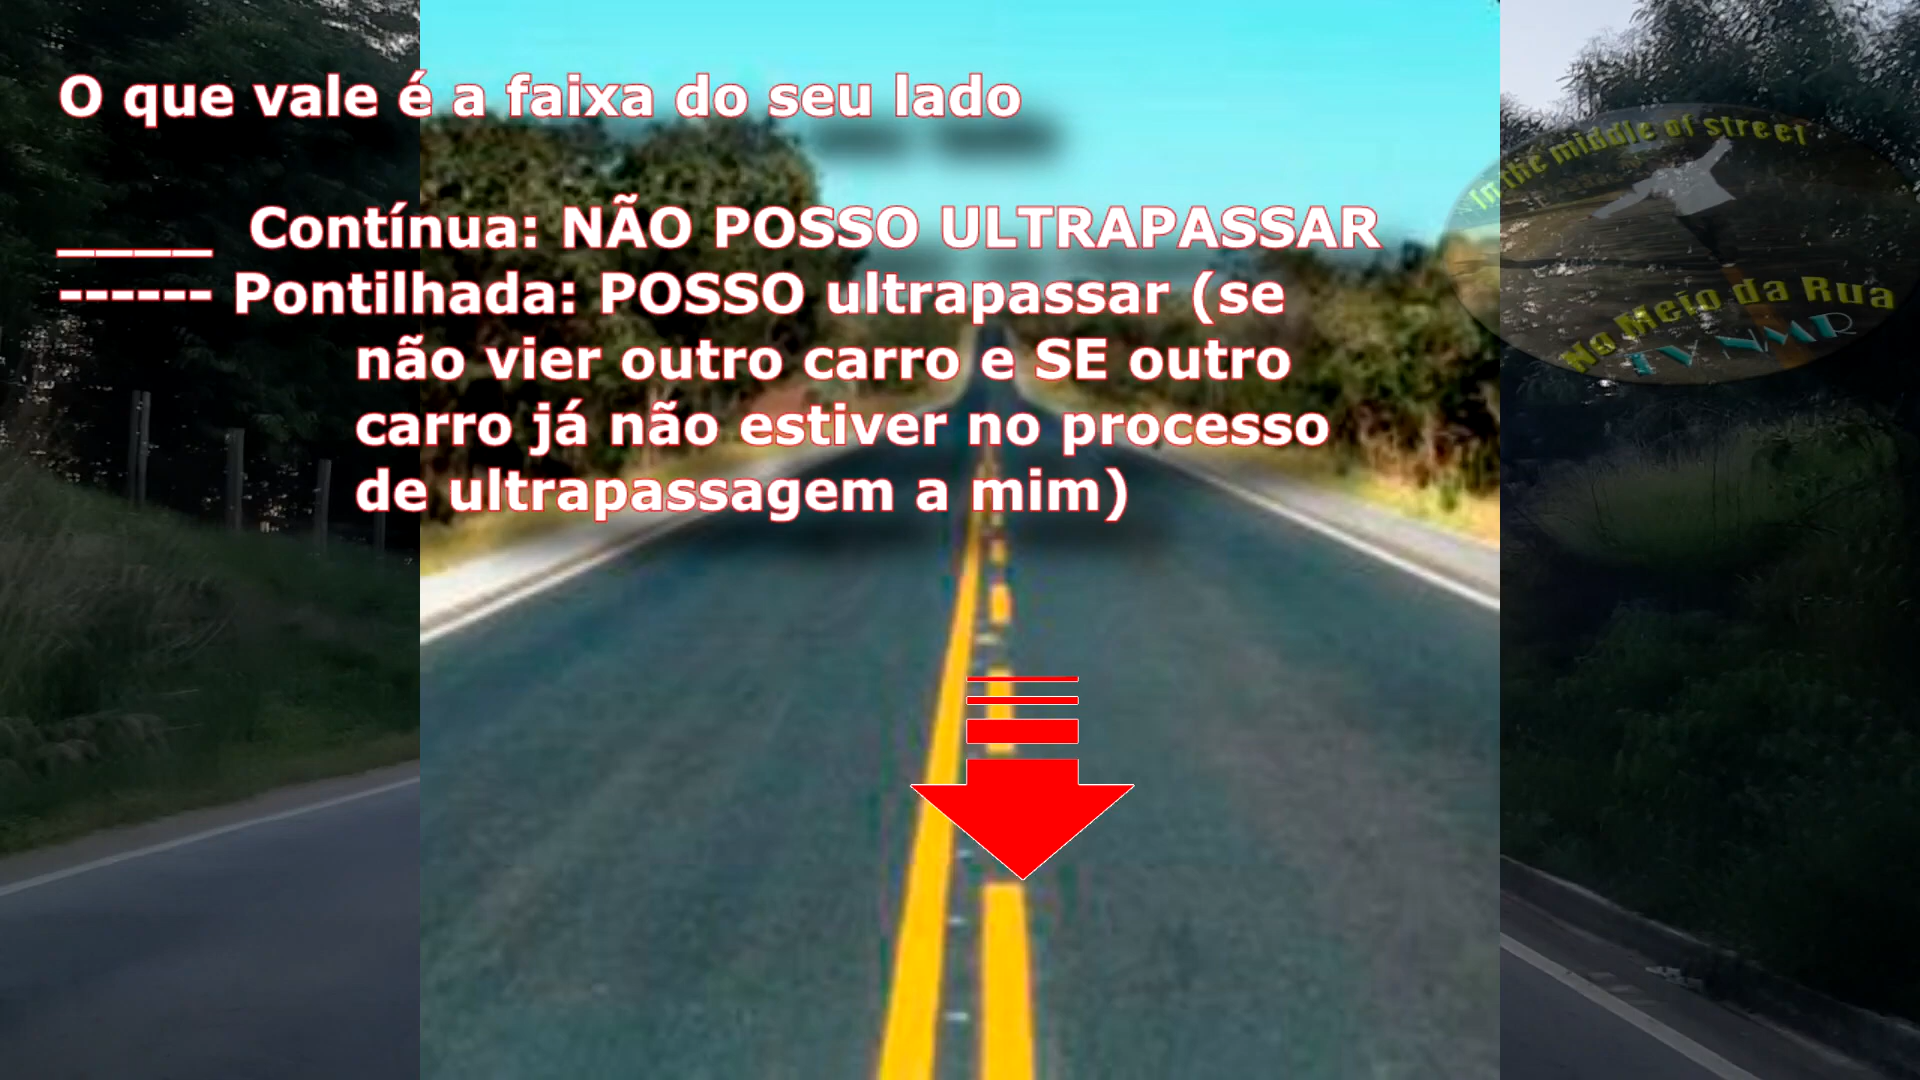 O que vale é a faixa do seu lado
____ Contínua: NÃO POSSO ULTRAPASSAR
------ Pontilhada: POSSO ultrapassar (se
não vier outro carro e SE outro
carro já não estiver no processo
de ultrapassagem a mim)
In the middle of street
No Meio da Rua
TV NMR